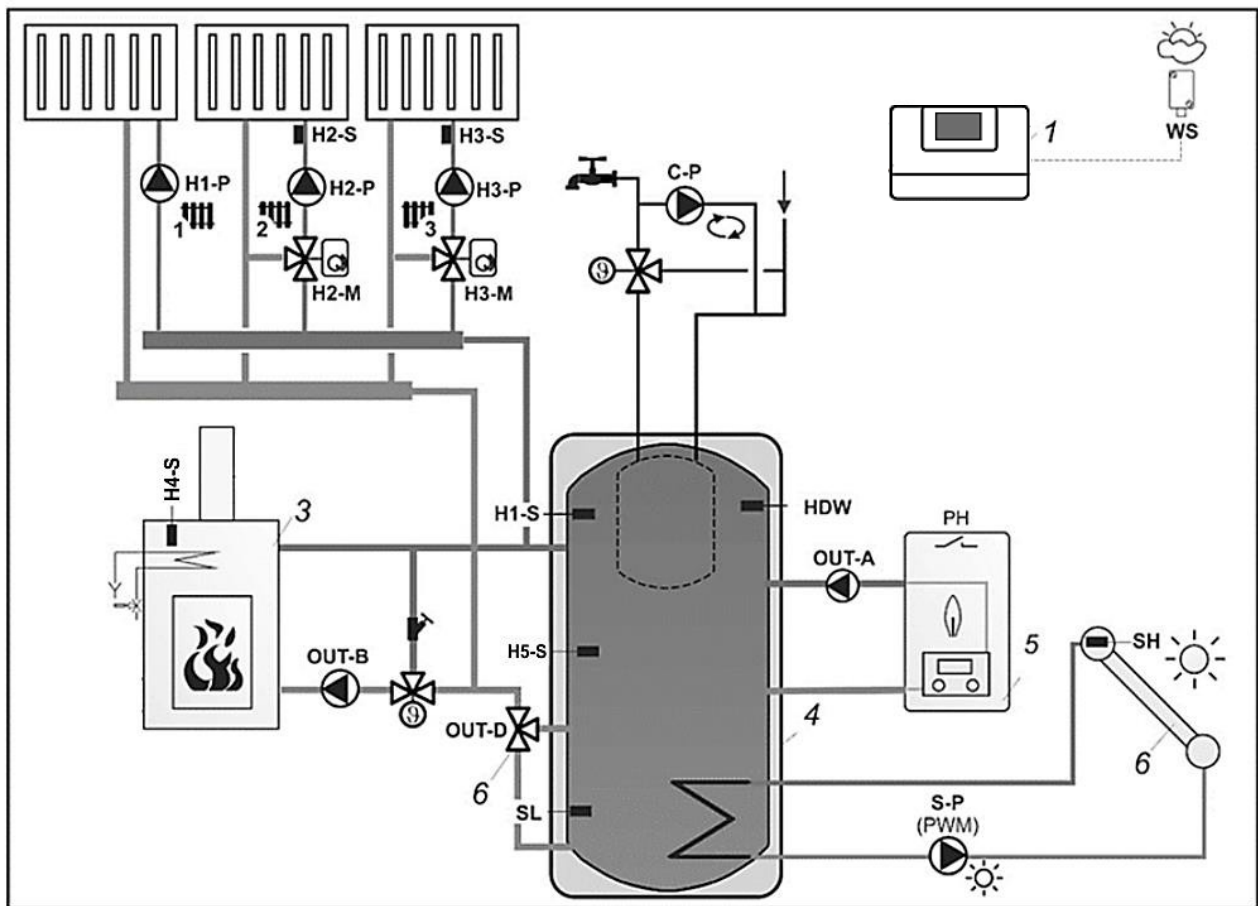 1
WS
H2-S
H3-S
H1-P
H2-P
H3-P
C-P
1
2
3
H2-M
H3-M
ϑ
H4-S
3
H1-S
HDW
PH
OUT-A
OUT-B
H5-S
5
SH
ϑ
OUT-D
4
6
6
SL
S-P
(PWM)